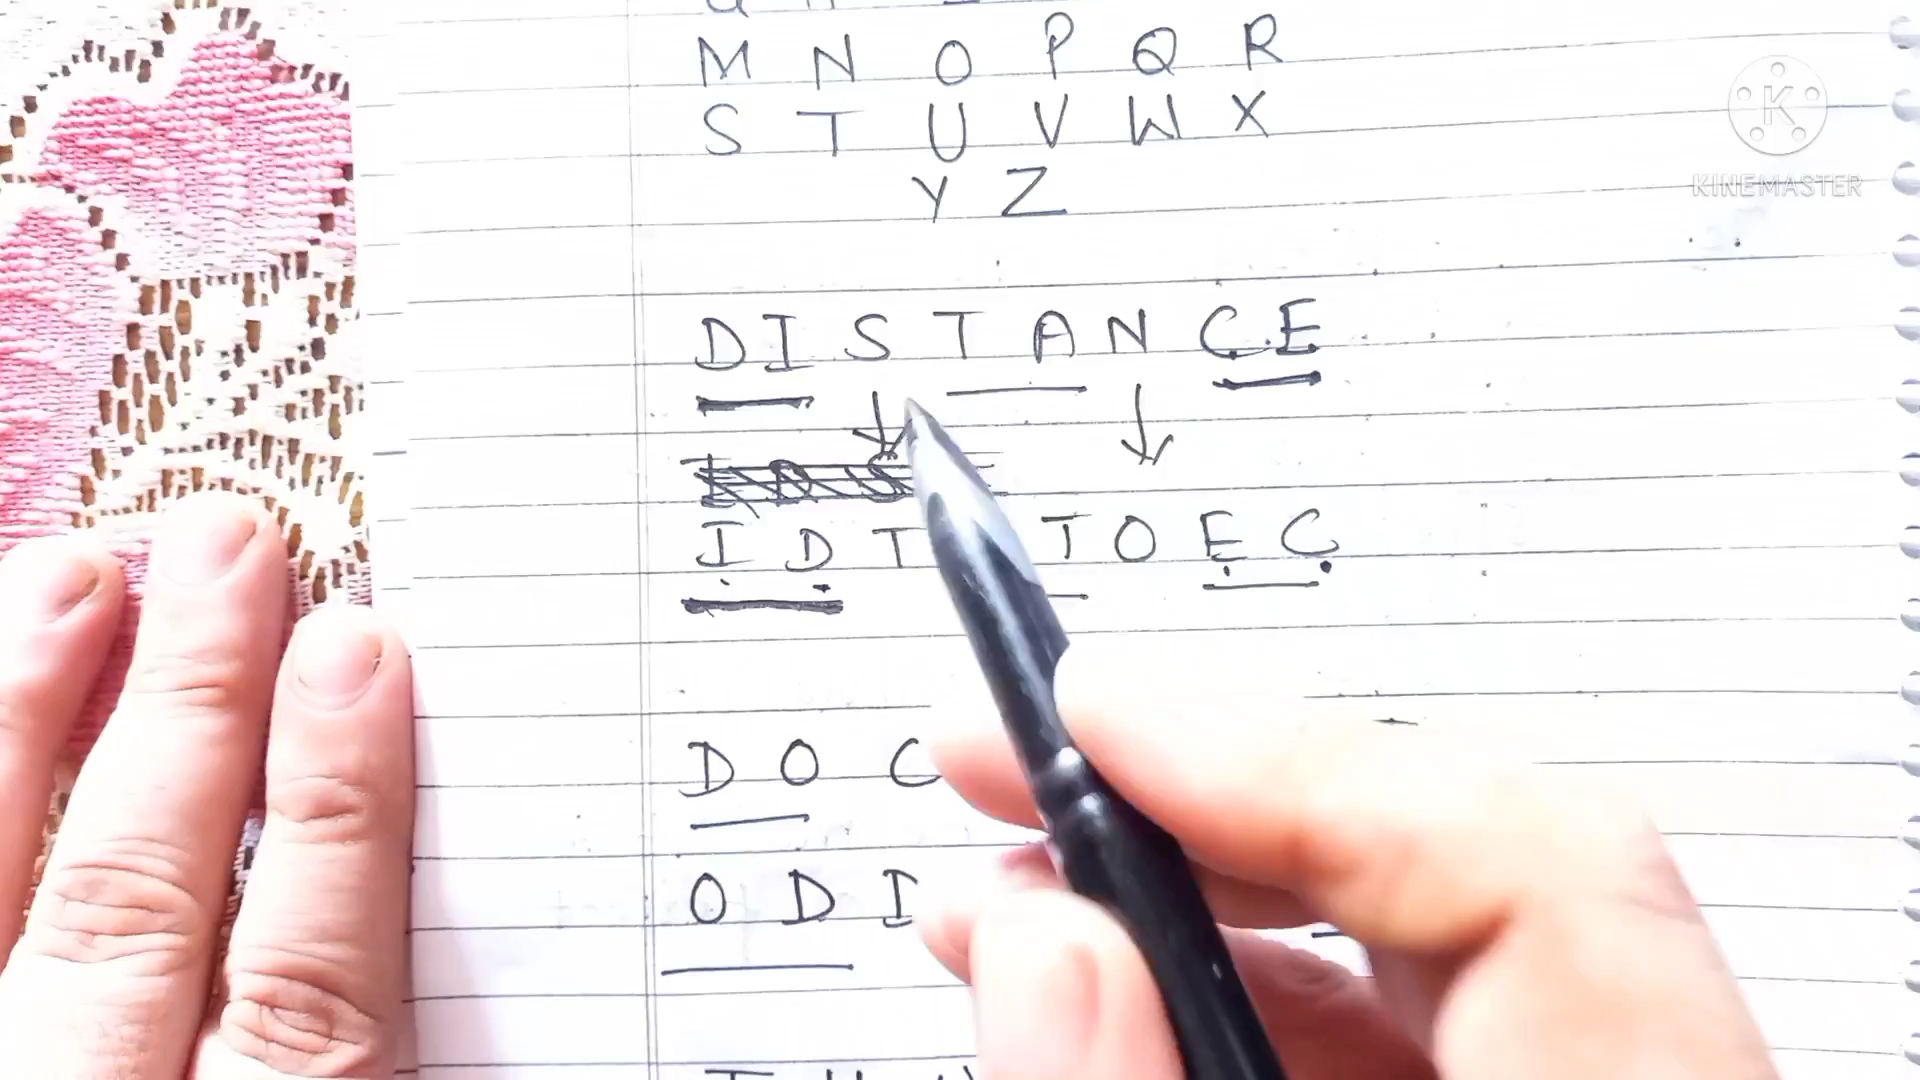 M N O P Q R
S T U V W X
Y Z
K
KINEMASTER
D I S T A N C E
I D T T O E C
D O C
O D I